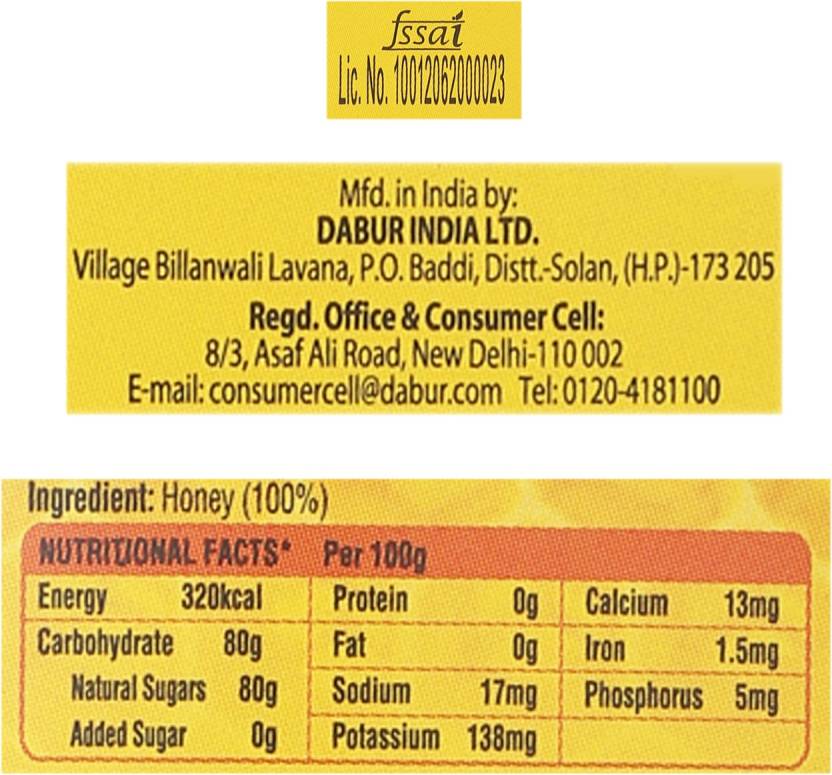 fssai
Lic. No. 10012062000023
Mfd. in India by:
DABUR INDIA LTD.
Village Billanwali Lavana, P.O. Baddi, Distt.-Solan, (H.P.)-173 205
Regd. Office & Consumer Cell:
8/3, Asaf Ali Road, New Delhi-110 002
E-mail: consumercell@dabur.com Tel: 0120-4181100
Ingredient: Honey (100%)
NUTRITIONAL FACTS* Per 100g
Energy 320kcal Protein 0g Calcium 13mg
Carbohydrate 80g Fat 0g Iron 1.5mg
Natural Sugars 80g Sodium 17mg Phosphorus 5mg
Added Sugar 0g Potassium 138mg